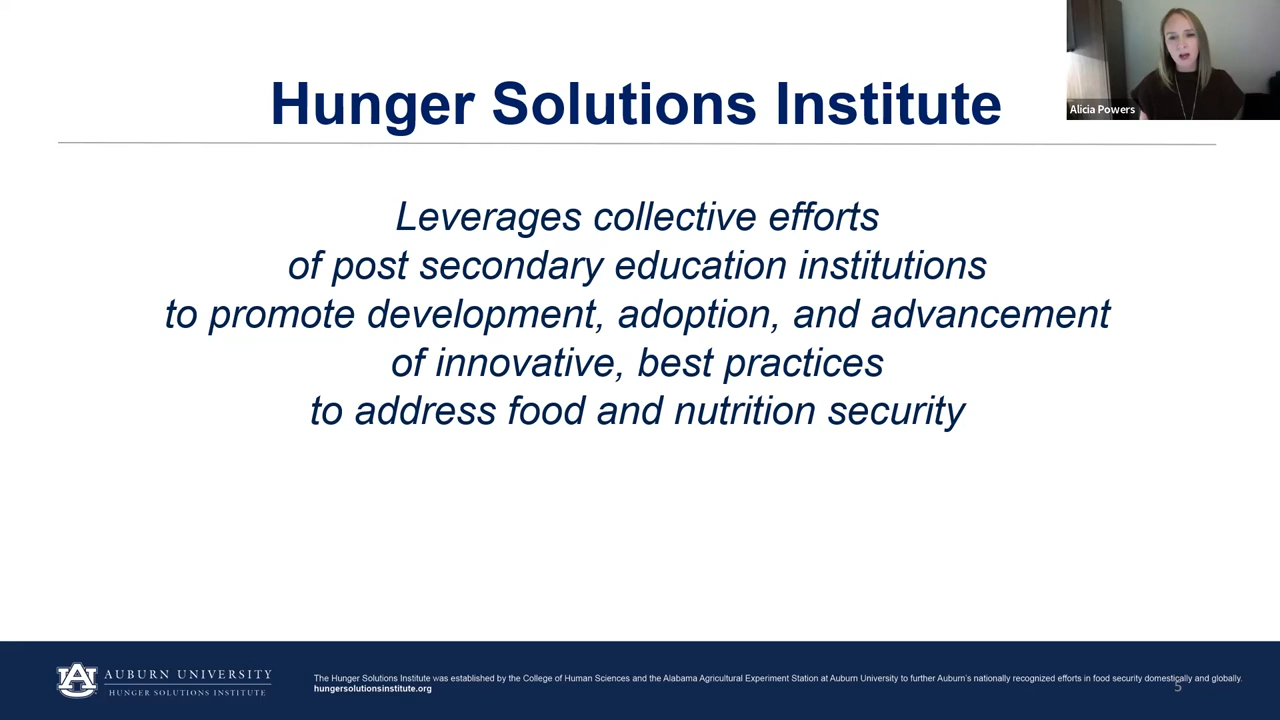 Hunger Solutions Institute
Alicia Powers
Leverages collective efforts
of post secondary education institutions
to promote development, adoption, and advancement
of innovative, best practices
to address food and nutrition security
AUBURN UNIVERSITY
HUNGER SOLUTIONS INSTITUTE
The Hunger Solutions Institute was established by the College of Human Sciences and the Alabama Agricultural Experiment Station at Auburn University to further Auburn's nationally recognized efforts in food security domestically and globally.
hungersolutionsinstitute.org
5